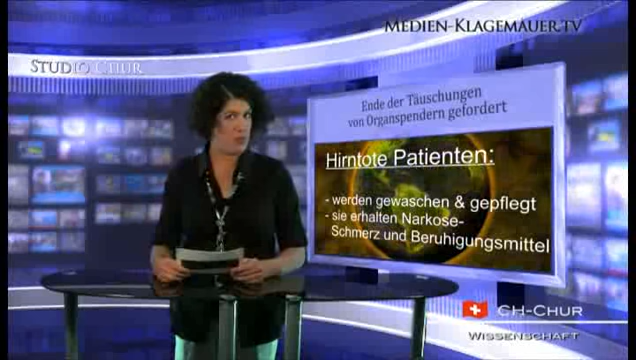 MEDIEN-KLAGEMAUER.TV
STUDIO CHUR
Ende der Täuschungen
von Organspendern gefordert
Hirntote Patienten:
- werden gewaschen & gepflegt
- sie erhalten Narkose-
Schmerz und Beruhigungsmittel
CH-CHUR
WISSENSCHAFT